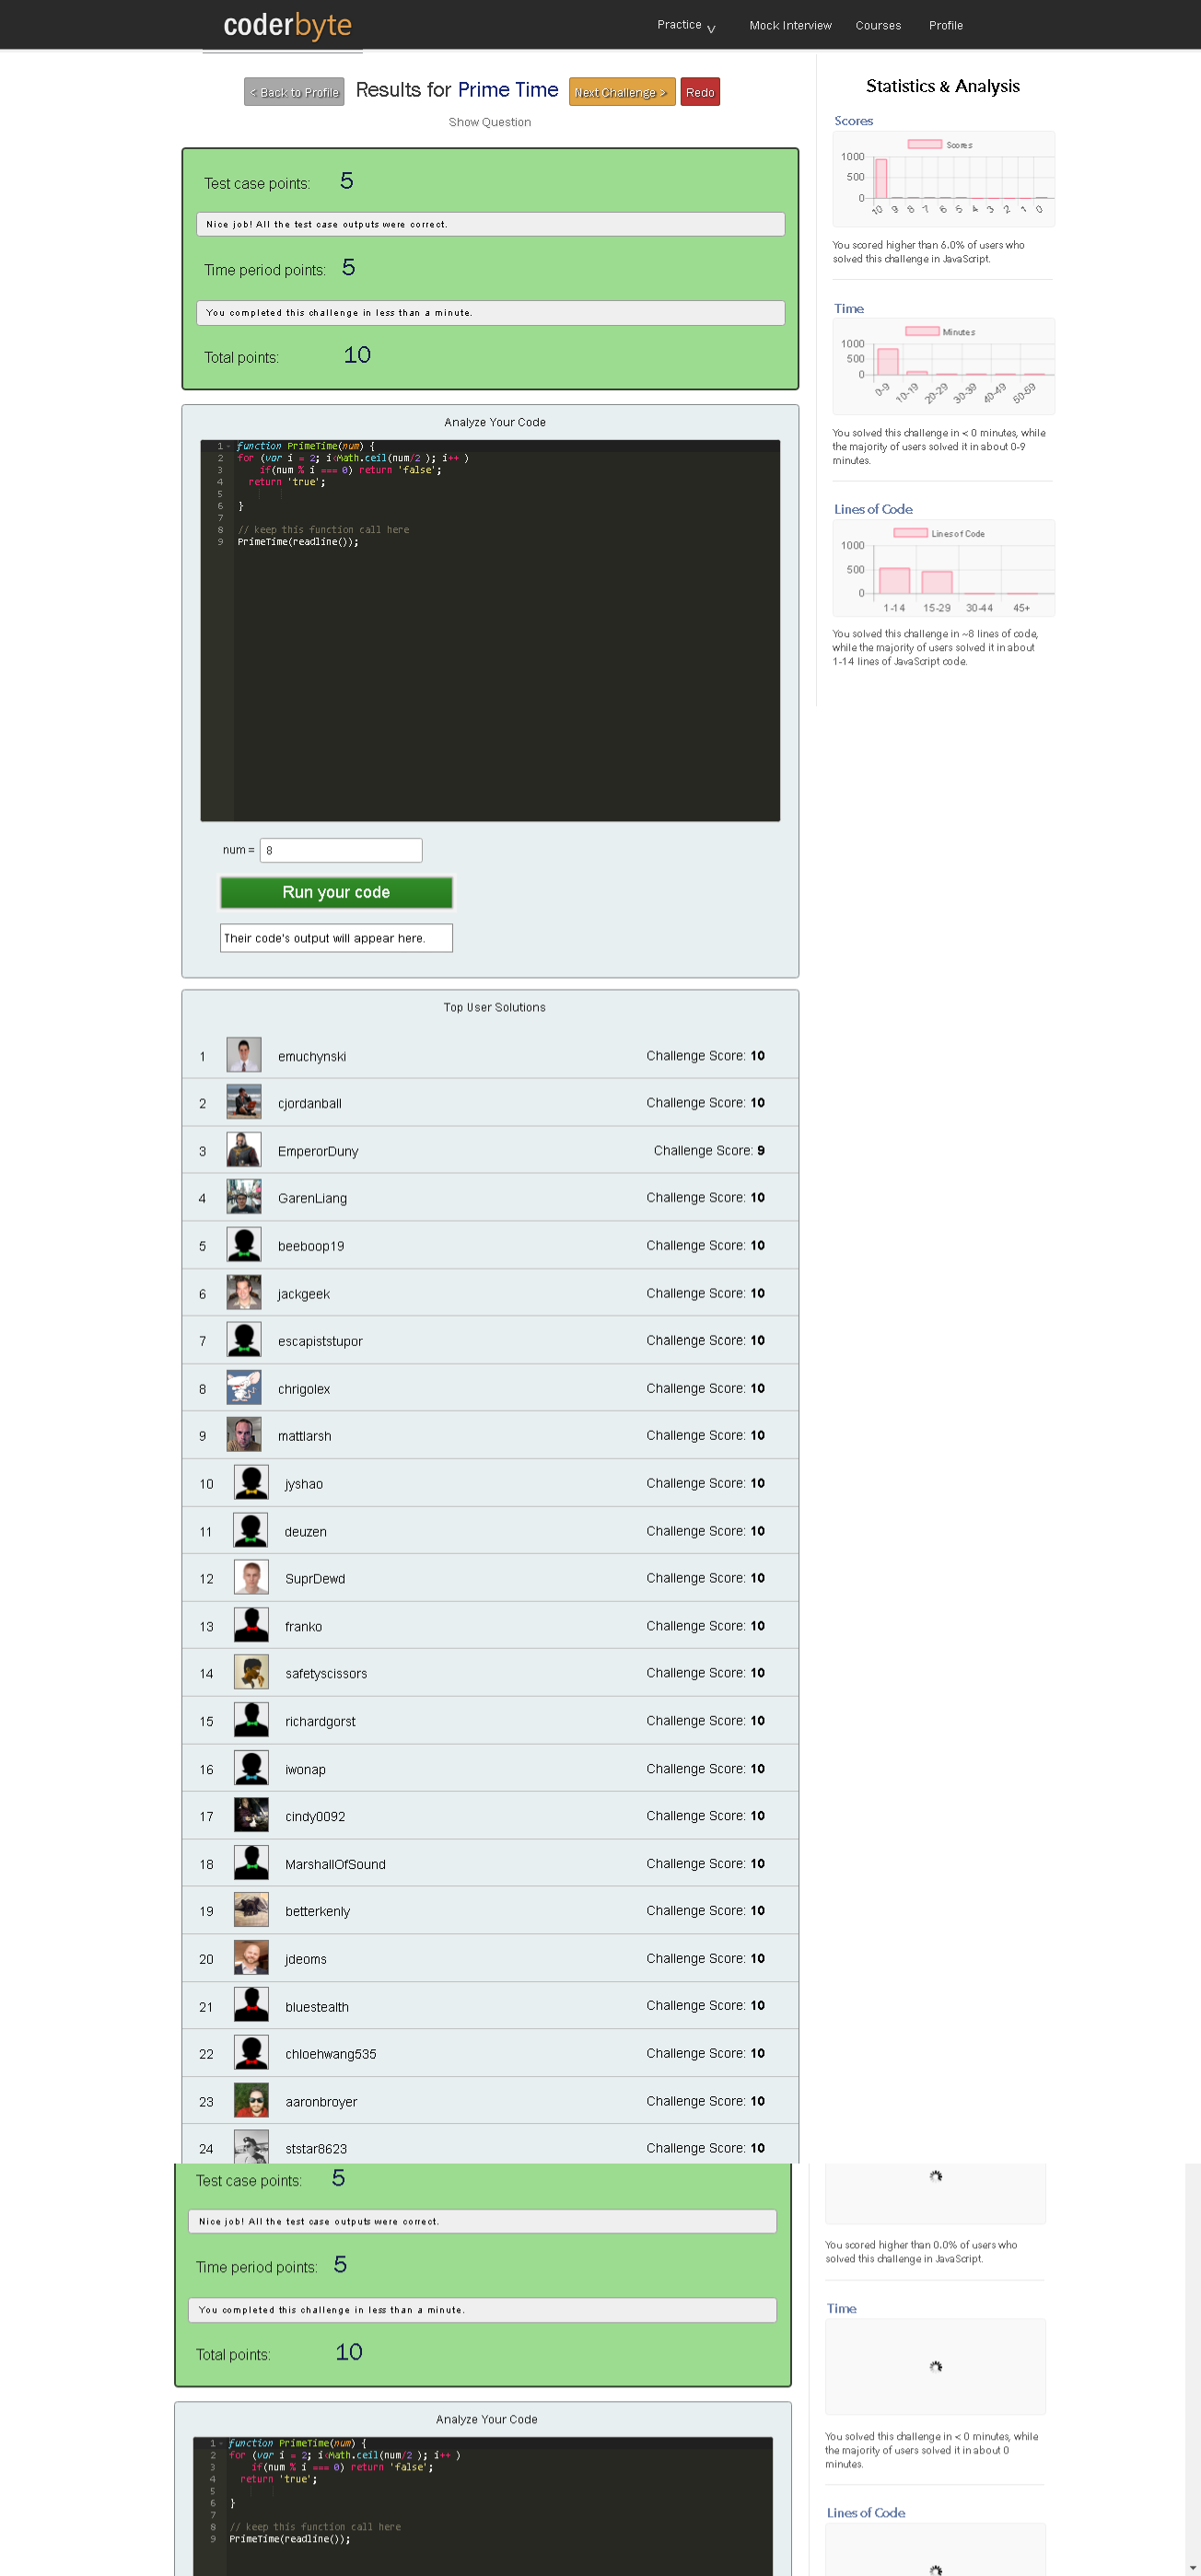 coderbyte
Practice
Mock Interview
Courses
Profile
< Back to Profile
Results for Prime Time
Next Challenge >
Redo
Show Question
Test case points: 5
Nice job! All the test case outputs were correct.
Time period points: 5
You completed this challenge in less than a minute.
Total points: 10
Analyze Your Code
1 function PrimeTime(num) {
2 for (var i = 2; i<Math.ceil(num/2 ); i++ )
3 if(num % i === 0) return 'false';
4 return 'true';
5
6 }
7
8 // keep this function call here
9 PrimeTime(readline());
num = 8
Run your code
Their code's output will appear here.
Top User Solutions
1 emuchynski Challenge Score: 10
2 cjordanball Challenge Score: 10
3 EmperorDuny Challenge Score: 9
4 GarenLiang Challenge Score: 10
5 beeboop19 Challenge Score: 10
6 jackgeek Challenge Score: 10
7 escapiststupor Challenge Score: 10
8 chrigolex Challenge Score: 10
9 mattlarsh Challenge Score: 10
10 jyshao Challenge Score: 10
11 deuzen Challenge Score: 10
12 SuprDewd Challenge Score: 10
13 franko Challenge Score: 10
14 safetyscissors Challenge Score: 10
15 richardgorst Challenge Score: 10
16 iwonap Challenge Score: 10
17 cindy0092 Challenge Score: 10
18 MarshallOfSound Challenge Score: 10
19 betterkenly Challenge Score: 10
20 jdeoms Challenge Score: 10
21 bluestealth Challenge Score: 10
22 chloehwang535 Challenge Score: 10
23 aaronbroyer Challenge Score: 10
24 ststar8623 Challenge Score: 10
Statistics & Analysis
Scores
Scores
1000
500
0
10 9 8 7 6 5 4 3 2 1 0
You scored higher than 6.0% of users who
solved this challenge in JavaScript.
Time
Minutes
1000
500
0
0-9 10-19 20-29 30-39 40-49 50-59
You solved this challenge in < 0 minutes, while
the majority of users solved it in about 0-9
minutes.
Lines of Code
Lines of Code
1000
500
0
1-14 15-29 30-44 45+
You solved this challenge in ~8 lines of code,
while the majority of users solved it in about
1-14 lines of JavaScript code.
Test case points: 5
Nice job! All the test case outputs were correct.
Time period points: 5
You completed this challenge in less than a minute.
Total points: 10
Analyze Your Code
1 function PrimeTime(num) {
2 for (var i = 2; i<Math.ceil(num/2 ); i++ )
3 if(num % i === 0) return 'false';
4 return 'true';
5
6 }
7
8 // keep this function call here
9 PrimeTime(readline());
You scored higher than 0.0% of users who
solved this challenge in JavaScript.
Time
You solved this challenge in < 0 minutes, while
the majority of users solved it in about 0
minutes.
Lines of Code